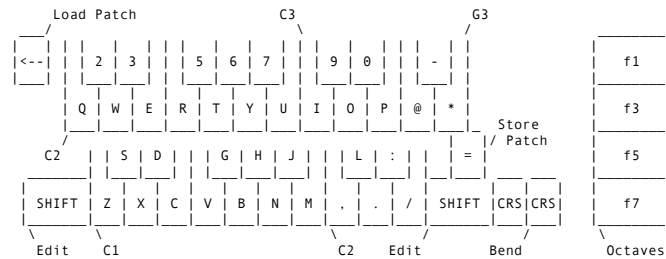 Load Patch C3 G3
<-- 2 3 5 6 7 9 0 - f1
Q W E R T Y U I O P @ * f3
Store
C2 S D G H J L : = Patch f5
SHIFT Z X C V B N M , . / SHIFT CRS CRS f7
Edit C1 C2 Edit Bend Octaves